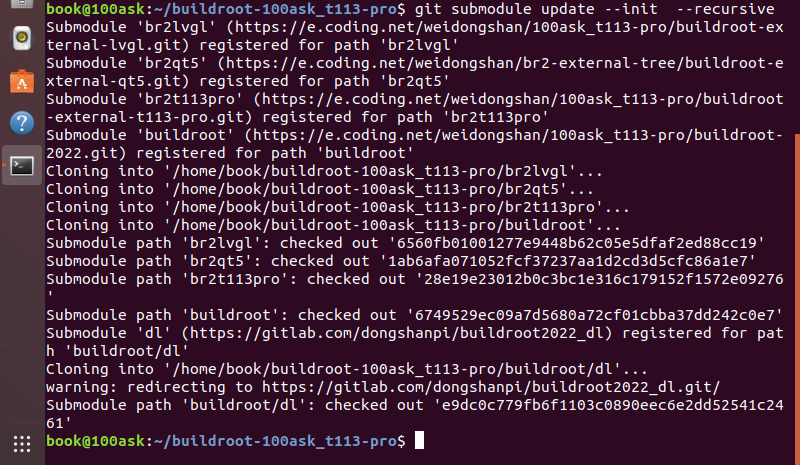 book@100ask:~/buildroot-100ask_t113-pro$ git submodule update --init  --recursive
Submodule 'br2lvgl' (https://e.coding.net/weidongshan/100ask_t113-pro/buildroot-ex
ternal-lvgl.git) registered for path 'br2lvgl'
Submodule 'br2qt5' (https://e.coding.net/weidongshan/br2-external-tree/buildroot-e
xternal-qt5.git) registered for path 'br2qt5'
Submodule 'br2t113pro' (https://e.coding.net/weidongshan/100ask_t113-pro/buildroot
-external-t113-pro.git) registered for path 'br2t113pro'
Submodule 'buildroot' (https://e.coding.net/weidongshan/100ask_t113-pro/buildroot-
2022.git) registered for path 'buildroot'
Cloning into '/home/book/buildroot-100ask_t113-pro/br2lvgl'...
Cloning into '/home/book/buildroot-100ask_t113-pro/br2qt5'...
Cloning into '/home/book/buildroot-100ask_t113-pro/br2t113pro'...
Cloning into '/home/book/buildroot-100ask_t113-pro/buildroot'...
Submodule path 'br2lvgl': checked out '6560fb01001277e9448b62c05e5dfaf2ed88cc19'
Submodule path 'br2qt5': checked out '1ab6afa071052fcf37237aa1d2cd3d5cfc86a1e7'
Submodule path 'br2t113pro': checked out '28e19e23012b0c3bc1e316c179152f1572e09276
'
Submodule path 'buildroot': checked out '6749529ec09a7d5680a72cf01cbba37dd242c0e7'
Submodule 'dl' (https://gitlab.com/dongshanpi/buildroot2022_dl) registered for pat
h 'buildroot/dl'
Cloning into '/home/book/buildroot-100ask_t113-pro/buildroot/dl'...
warning: redirecting to https://gitlab.com/dongshanpi/buildroot2022_dl.git/
Submodule path 'buildroot/dl': checked out 'e9dc0c779fb6f1103c0890eec6e2dd52541c24
61'
book@100ask:~/buildroot-100ask_t113-pro$